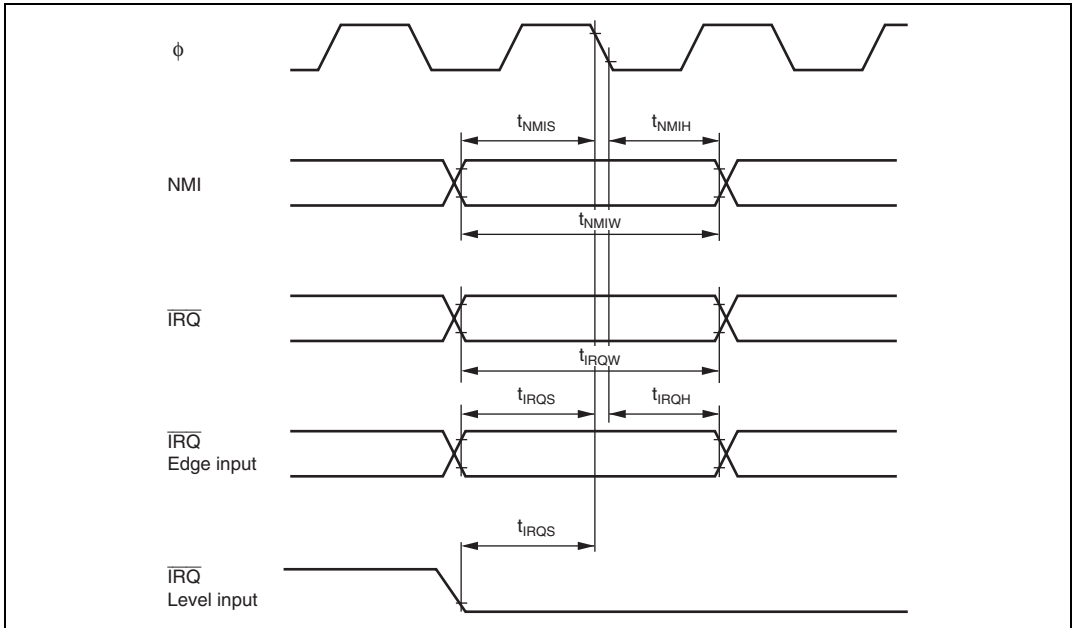 ϕ
tNMIS tNMIH
NMI
tNMIW
IRQ
tIRQW
tIRQS tIRQH
IRQ
Edge input
tIRQS
IRQ
Level input